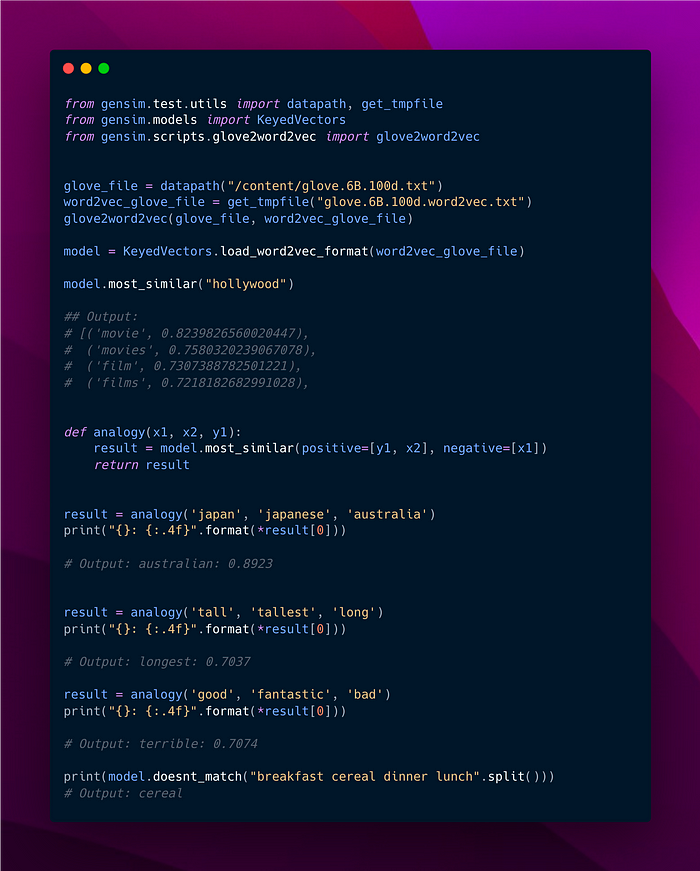 from gensim.test.utils import datapath, get_tmpfile
from gensim.models import KeyedVectors
from gensim.scripts.glove2word2vec import glove2word2vec
glove_file = datapath("/content/glove.6B.100d.txt")
word2vec_glove_file = get_tmpfile("glove.6B.100d.word2vec.txt")
glove2word2vec(glove_file, word2vec_glove_file)
model = KeyedVectors.load_word2vec_format(word2vec_glove_file)
model.most_similar("hollywood")
## Output:
# [('movie', 0.8239826560020447),
#  ('movies', 0.7580320239067078),
#  ('film', 0.7307388782501221),
#  ('films', 0.7218182682991028),
def analogy(x1, x2, y1):
    result = model.most_similar(positive=[y1, x2], negative=[x1])
    return result
result = analogy('japan', 'japanese', 'australia')
print("{}: {:.4f}".format(*result[0]))
# Output: australian: 0.8923
result = analogy('tall', 'tallest', 'long')
print("{}: {:.4f}".format(*result[0]))
# Output: longest: 0.7037
result = analogy('good', 'fantastic', 'bad')
print("{}: {:.4f}".format(*result[0]))
# Output: terrible: 0.7074
print(model.doesnt_match("breakfast cereal dinner lunch".split()))
# Output: cereal